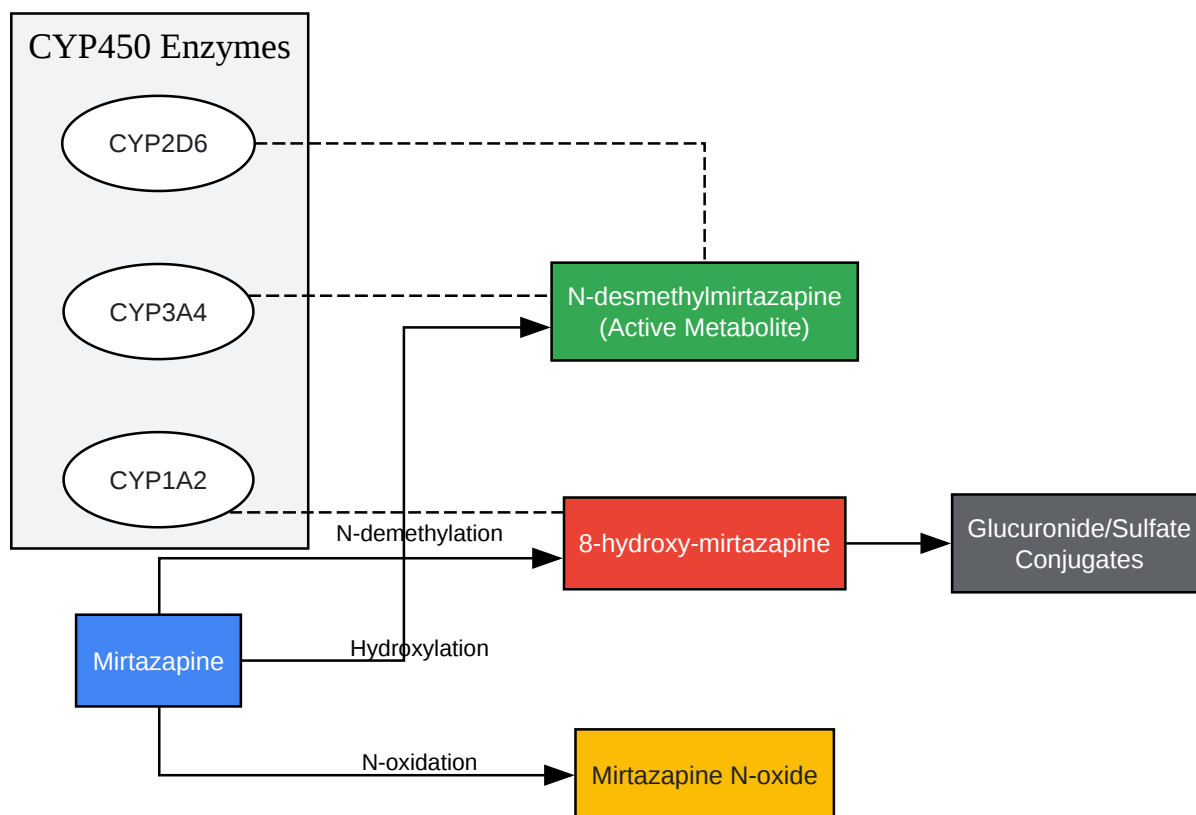 CYP450 Enzymes
CYP2D6
CYP3A4
CYP1A2
N-desmethylmirtazapine
(Active Metabolite)
N-demethylation
8-hydroxy-mirtazapine
Glucuronide/Sulfate
Conjugates
Mirtazapine
Hydroxylation
N-oxidation
Mirtazapine N-oxide